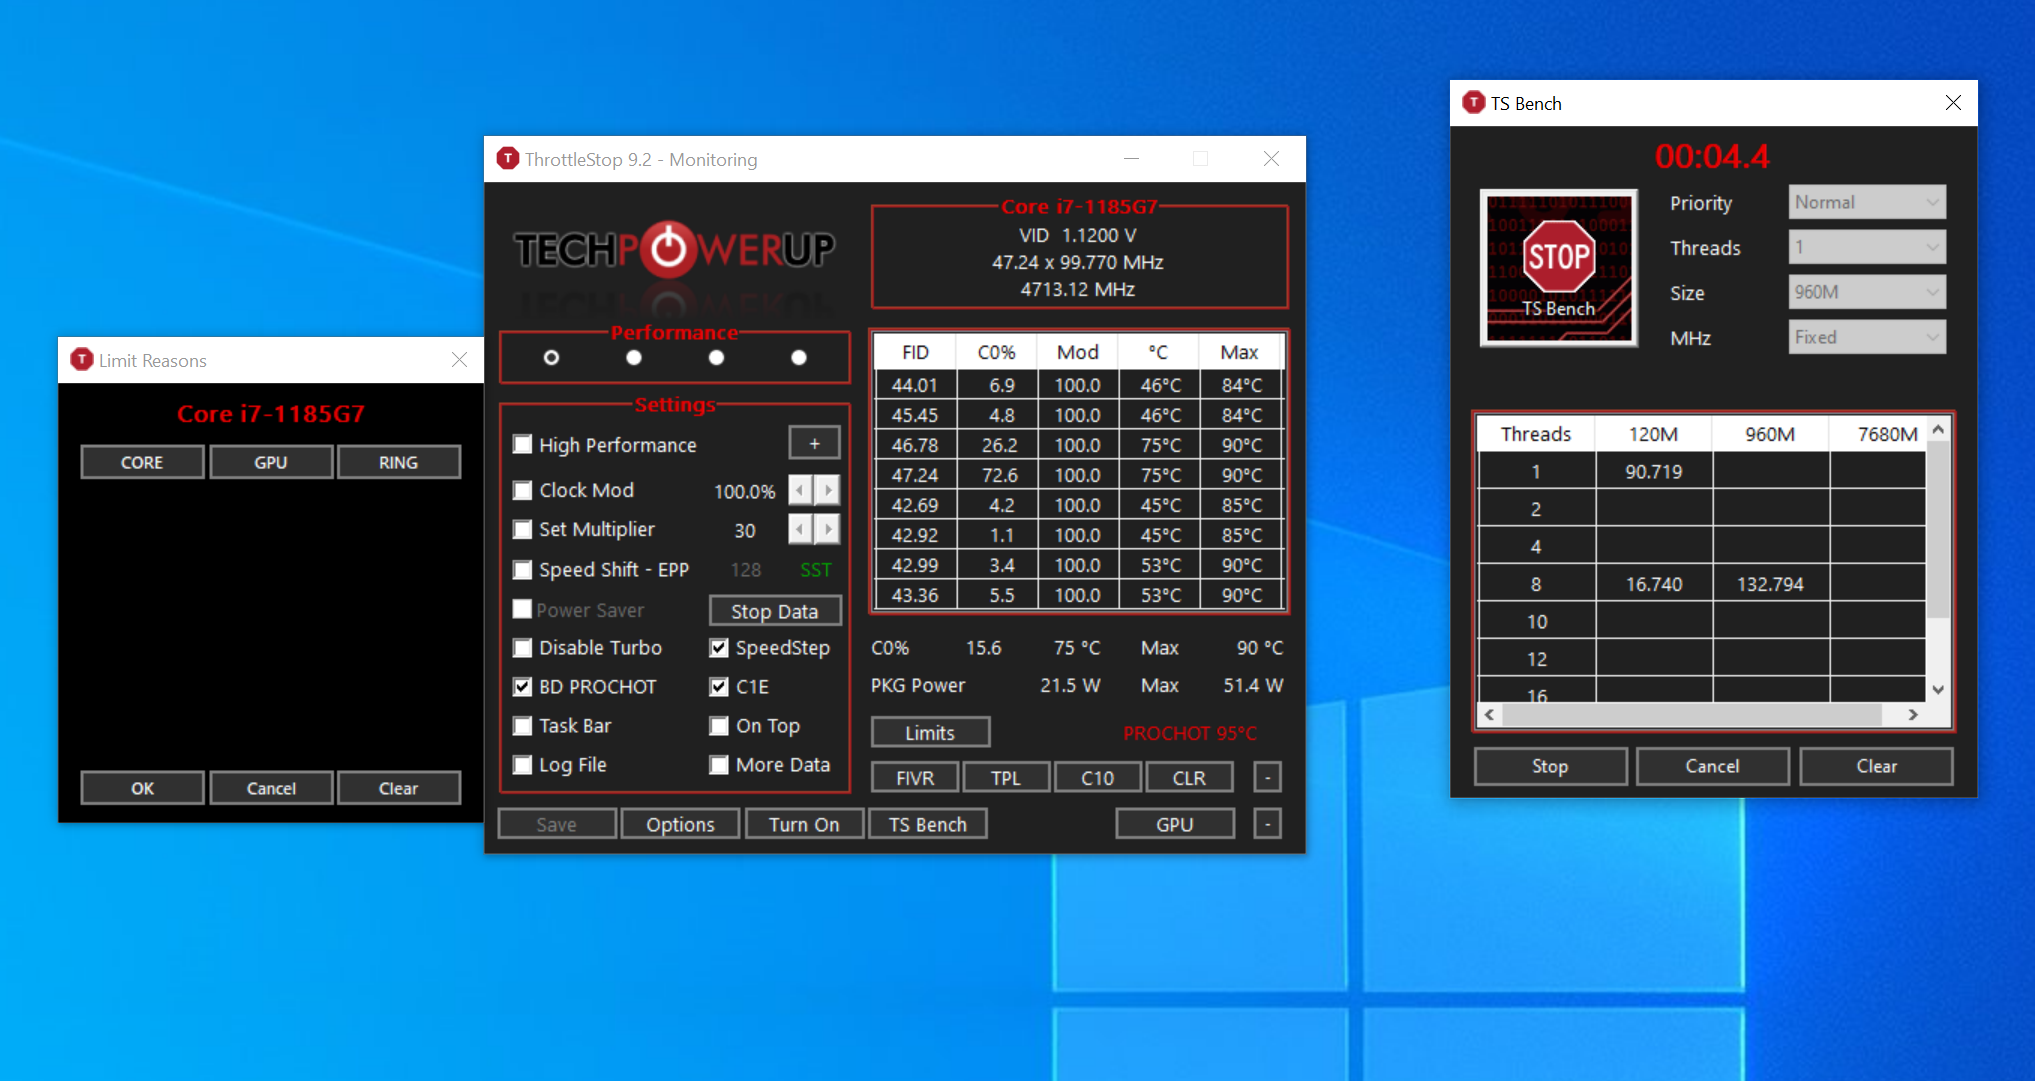 Limit Reasons
Core i7-1185G7
CORE GPU RING
OK Cancel Clear
ThrottleStop 9.2 - Monitoring
TECHPOWERUP
Performance
Settings
High Performance +
Clock Mod 100.0%
Set Multiplier 30
Speed Shift - EPP 128 SST
Power Saver Stop Data
Disable Turbo SpeedStep
BD PROCHOT C1E
Task Bar On Top
Log File More Data
Save Options Turn On TS Bench GPU -
Core i7-1185G7
VID 1.1200 V
47.24 x 99.770 MHz
4713.12 MHz
FID C0% Mod °C Max
44.01 6.9 100.0 46°C 84°C
45.45 4.8 100.0 46°C 84°C
46.78 26.2 100.0 75°C 90°C
47.24 72.6 100.0 75°C 90°C
42.69 4.2 100.0 45°C 85°C
42.92 1.1 100.0 45°C 85°C
42.99 3.4 100.0 53°C 90°C
43.36 5.5 100.0 53°C 90°C
C0% 15.6 75 °C Max 90 °C
PKG Power 21.5 W Max 51.4 W
Limits PROCHOT 95°C
FIVR TPL C10 CLR -
TS Bench
00:04.4
STOP
TS Bench
Priority Normal
Threads 1
Size 960M
MHz Fixed
Threads 120M 960M 7680M
1 90.719
2
4
8 16.740 132.794
10
12
16
Stop Cancel Clear